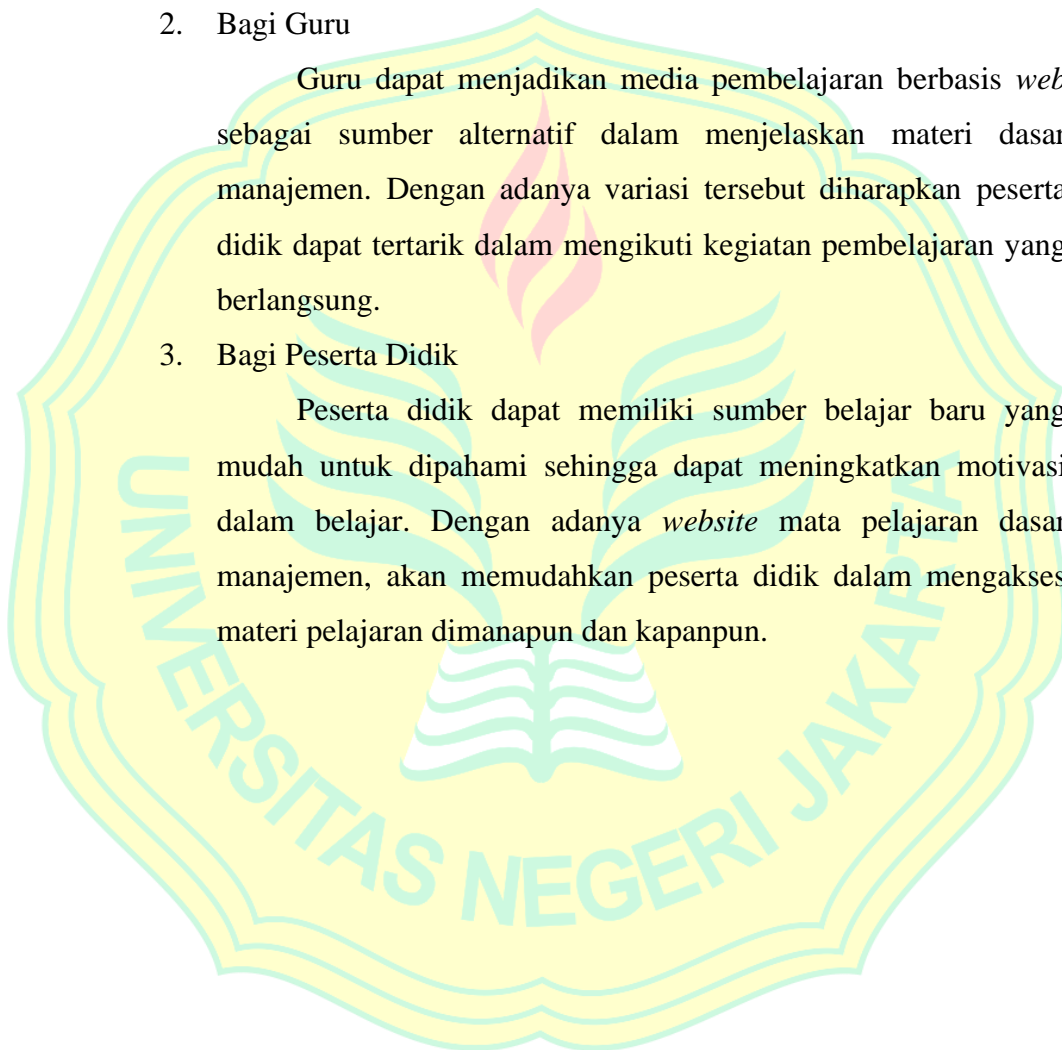 2. Bagi Guru
Guru dapat menjadikan media pembelajaran berbasis web
sebagai sumber alternatif dalam menjelaskan materi dasar
manajemen. Dengan adanya variasi tersebut diharapkan peserta
didik dapat tertarik dalam mengikuti kegiatan pembelajaran yang
berlangsung.
3. Bagi Peserta Didik
Peserta didik dapat memiliki sumber belajar baru yang
mudah untuk dipahami sehingga dapat meningkatkan motivasi
dalam belajar. Dengan adanya website mata pelajaran dasar
manajemen, akan memudahkan peserta didik dalam mengakses
materi pelajaran dimanapun dan kapanpun.
UNIVERSITAS NEGERI JAKARTA